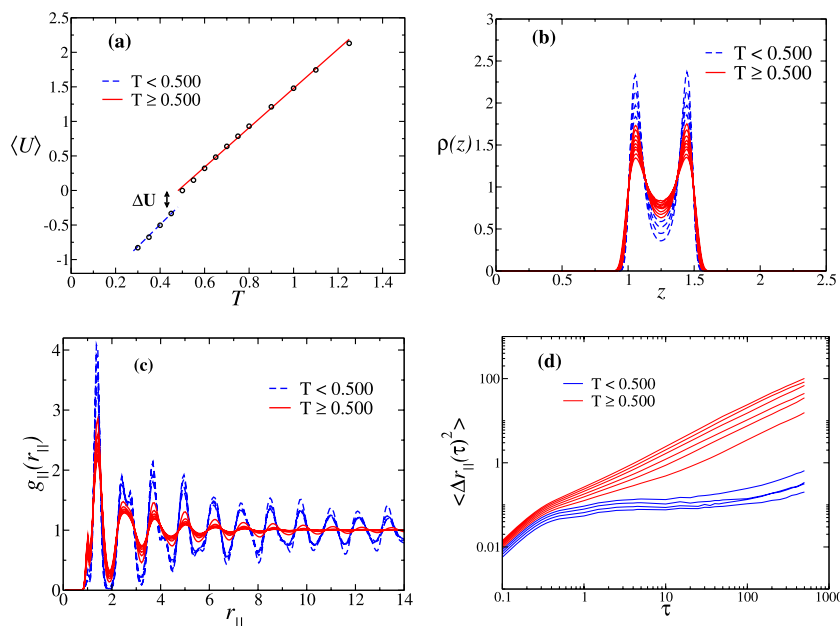 (a)
T < 0.500
T ≥ 0.500
⟨U⟩
ΔU
2.5
2
1.5
1
0.5
0
-0.5
-1
0 0.2 0.4 0.6 0.8 1 1.2 1.4
T
(b)
T < 0.500
T ≥ 0.500
ρ(z)
3
2.5
2
1.5
1
0.5
0
0 0.5 1 1.5 2 2.5
z
(c)
T < 0.500
T ≥ 0.500
g||(r||)
4
3
2
1
0
0 2 4 6 8 10 12 14
r||
(d)
T < 0.500
T ≥ 0.500
<Δr||(τ)²>
100
1
0.01
0.1 1 10 100 1000
τ